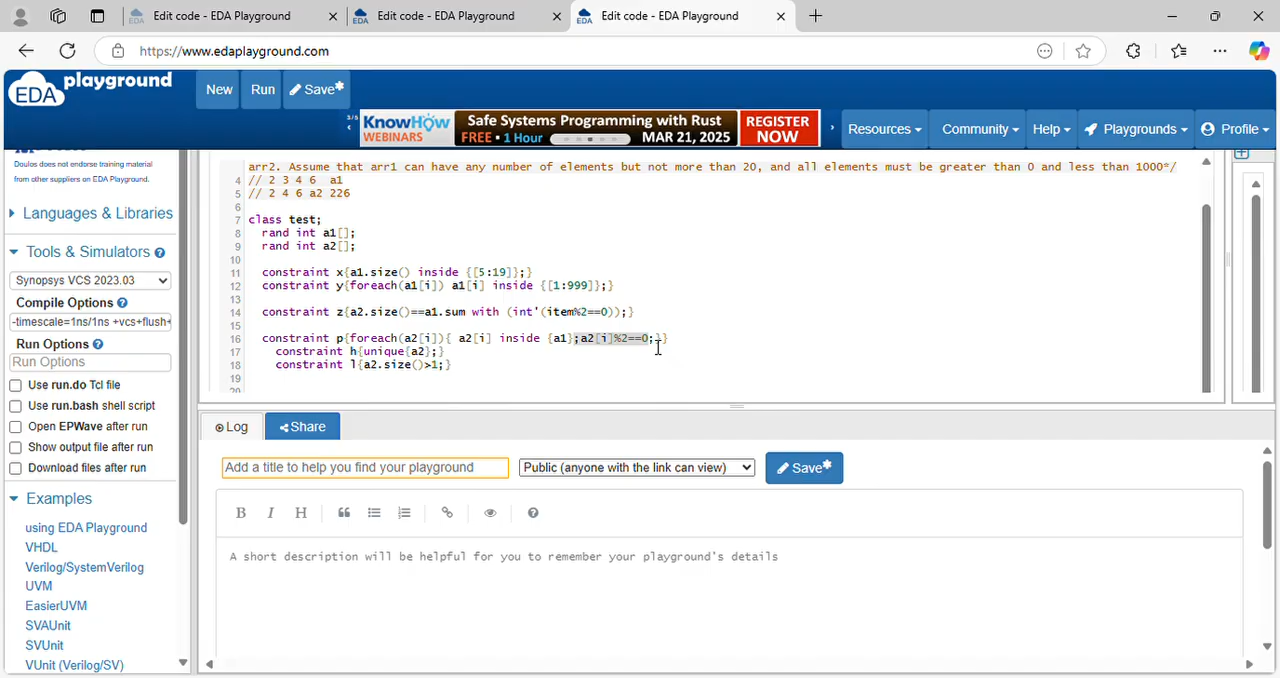 Edit code - EDA Playground
Edit code - EDA Playground
Edit code - EDA Playground
https://www.edaplayground.com
EDA playground
New
Run
Save*
3/5
KnowHow WEBINARS
Safe Systems Programming with Rust
FREE • 1 Hour
MAR 21, 2025
REGISTER NOW
Resources
Community
Help
Playgrounds
Profile
Doulos does not endorse training material
from other suppliers on EDA Playground.
Languages & Libraries
Tools & Simulators
Synopsys VCS 2023.03
Compile Options
-timescale=1ns/1ns +vcs+flush+
Run Options
Run Options
Use run.do Tcl file
Use run.bash shell script
Open EPWave after run
Show output file after run
Download files after run
Examples
using EDA Playground
VHDL
Verilog/SystemVerilog
UVM
EasierUVM
SVAUnit
SVUnit
VUnit (Verilog/SV)
arr2. Assume that arr1 can have any number of elements but not more than 20, and all elements must be greater than 0 and less than 1000*/
4 // 2 3 4 6  a1
5 // 2 4 6 a2 226
6
7 class test;
8 rand int a1[];
9 rand int a2[];
10
11 constraint x{a1.size() inside {[5:19]};}
12 constraint y{foreach(a1[i]) a1[i] inside {[1:999]};}
13
14 constraint z{a2.size()==a1.sum with (int'(item%2==0));}
15
16 constraint p{foreach(a2[i]){ a2[i] inside {a1};a2[i]%2==0;}}
17 constraint h{unique{a2};}
18 constraint l{a2.size()>1;}
19
20
Log
Share
Add a title to help you find your playground
Public (anyone with the link can view)
Save*
B I H
A short description will be helpful for you to remember your playground's details